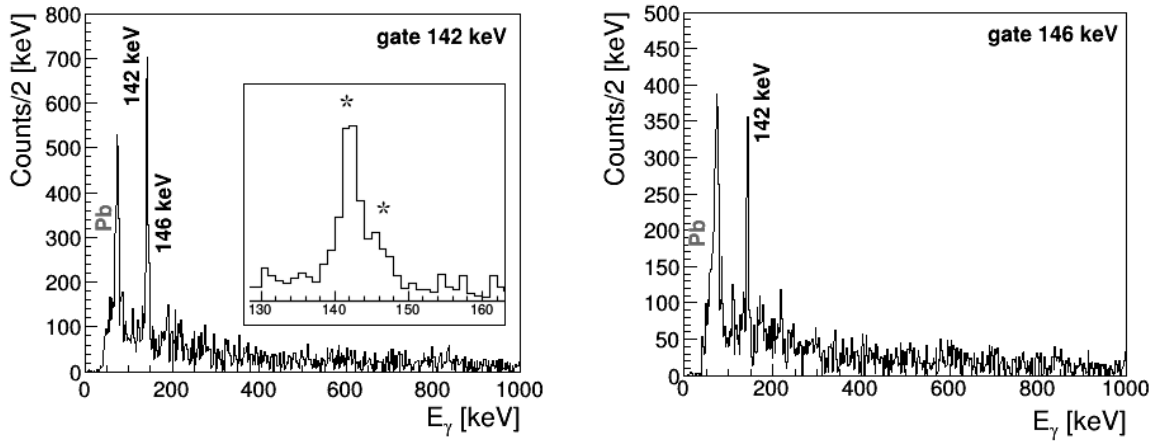 800
700
600
500
400
300
200
100
0
Counts/2 [keV]
gate 142 keV
142 keV
146 keV
Pb
*
*
130 140 150 160
0 200 400 600 800 1000
Eγ [keV]
500
450
400
350
300
250
200
150
100
50
0
Counts/2 [keV]
gate 146 keV
142 keV
Pb
0 200 400 600 800 1000
Eγ [keV]